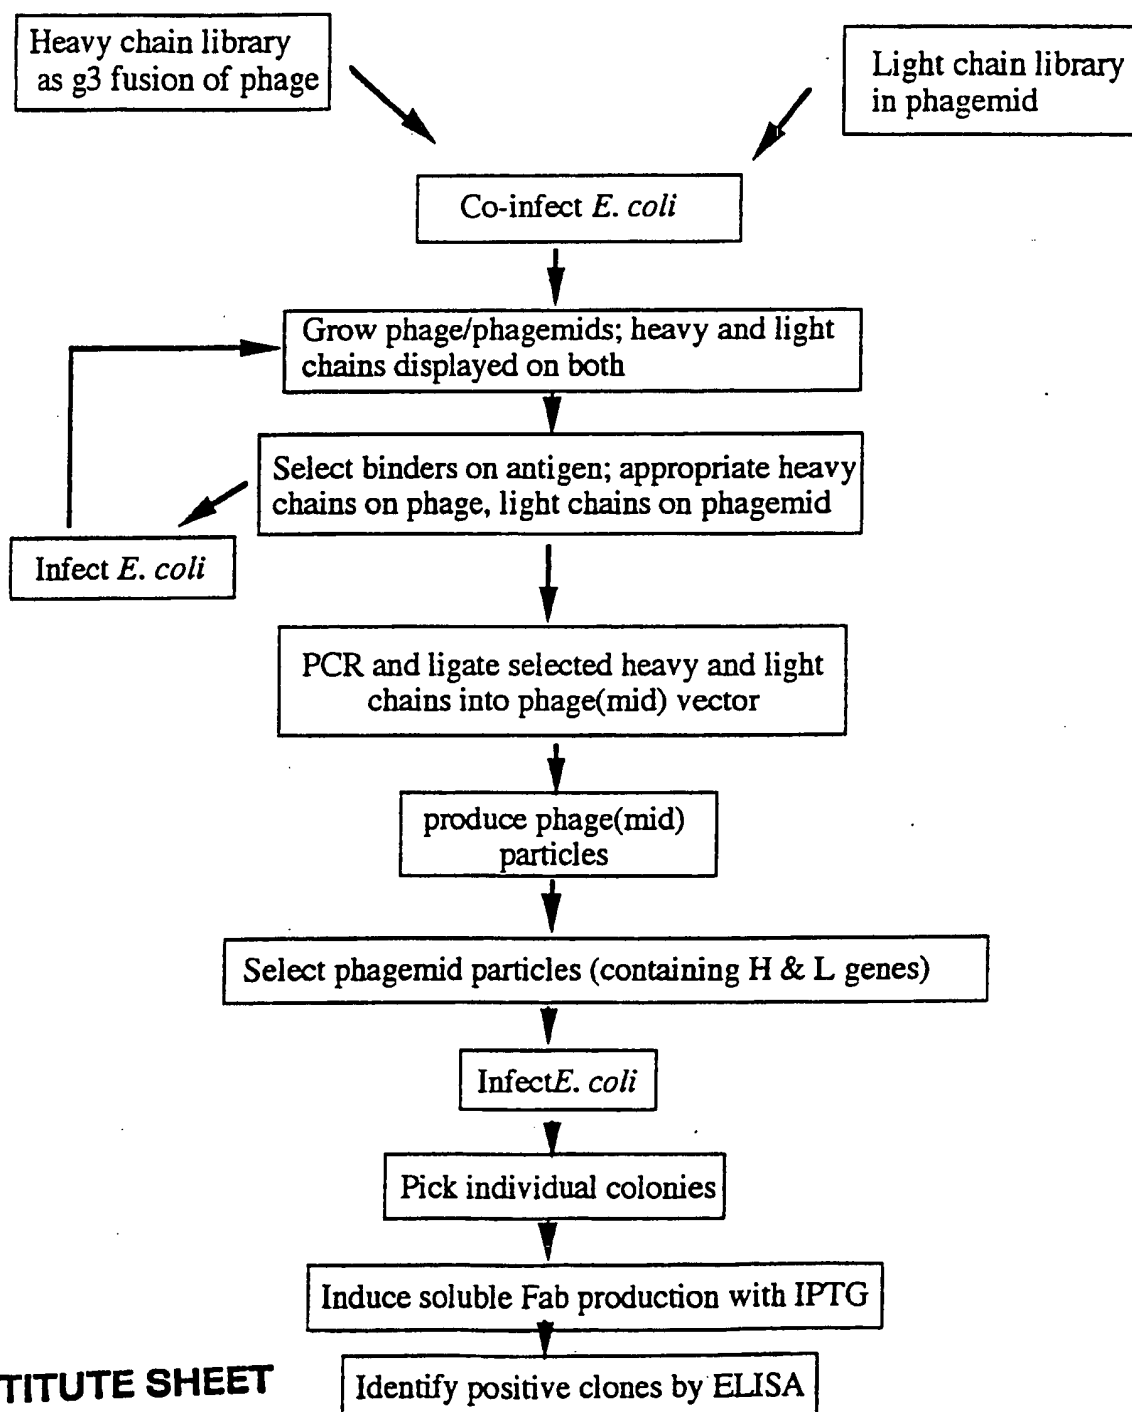 Heavy chain library
as g3 fusion of phage
Light chain library
in phagemid
Co-infect E. coli
Grow phage/phagemids; heavy and light
chains displayed on both
Select binders on antigen; appropriate heavy
chains on phage, light chains on phagemid
Infect E. coli
PCR and ligate selected heavy and light
chains into phage(mid) vector
produce phage(mid)
particles
Select phagemid particles (containing H & L genes)
InfectE. coli
Pick individual colonies
Induce soluble Fab production with IPTG
TITUTE SHEET
Identify positive clones by ELISA